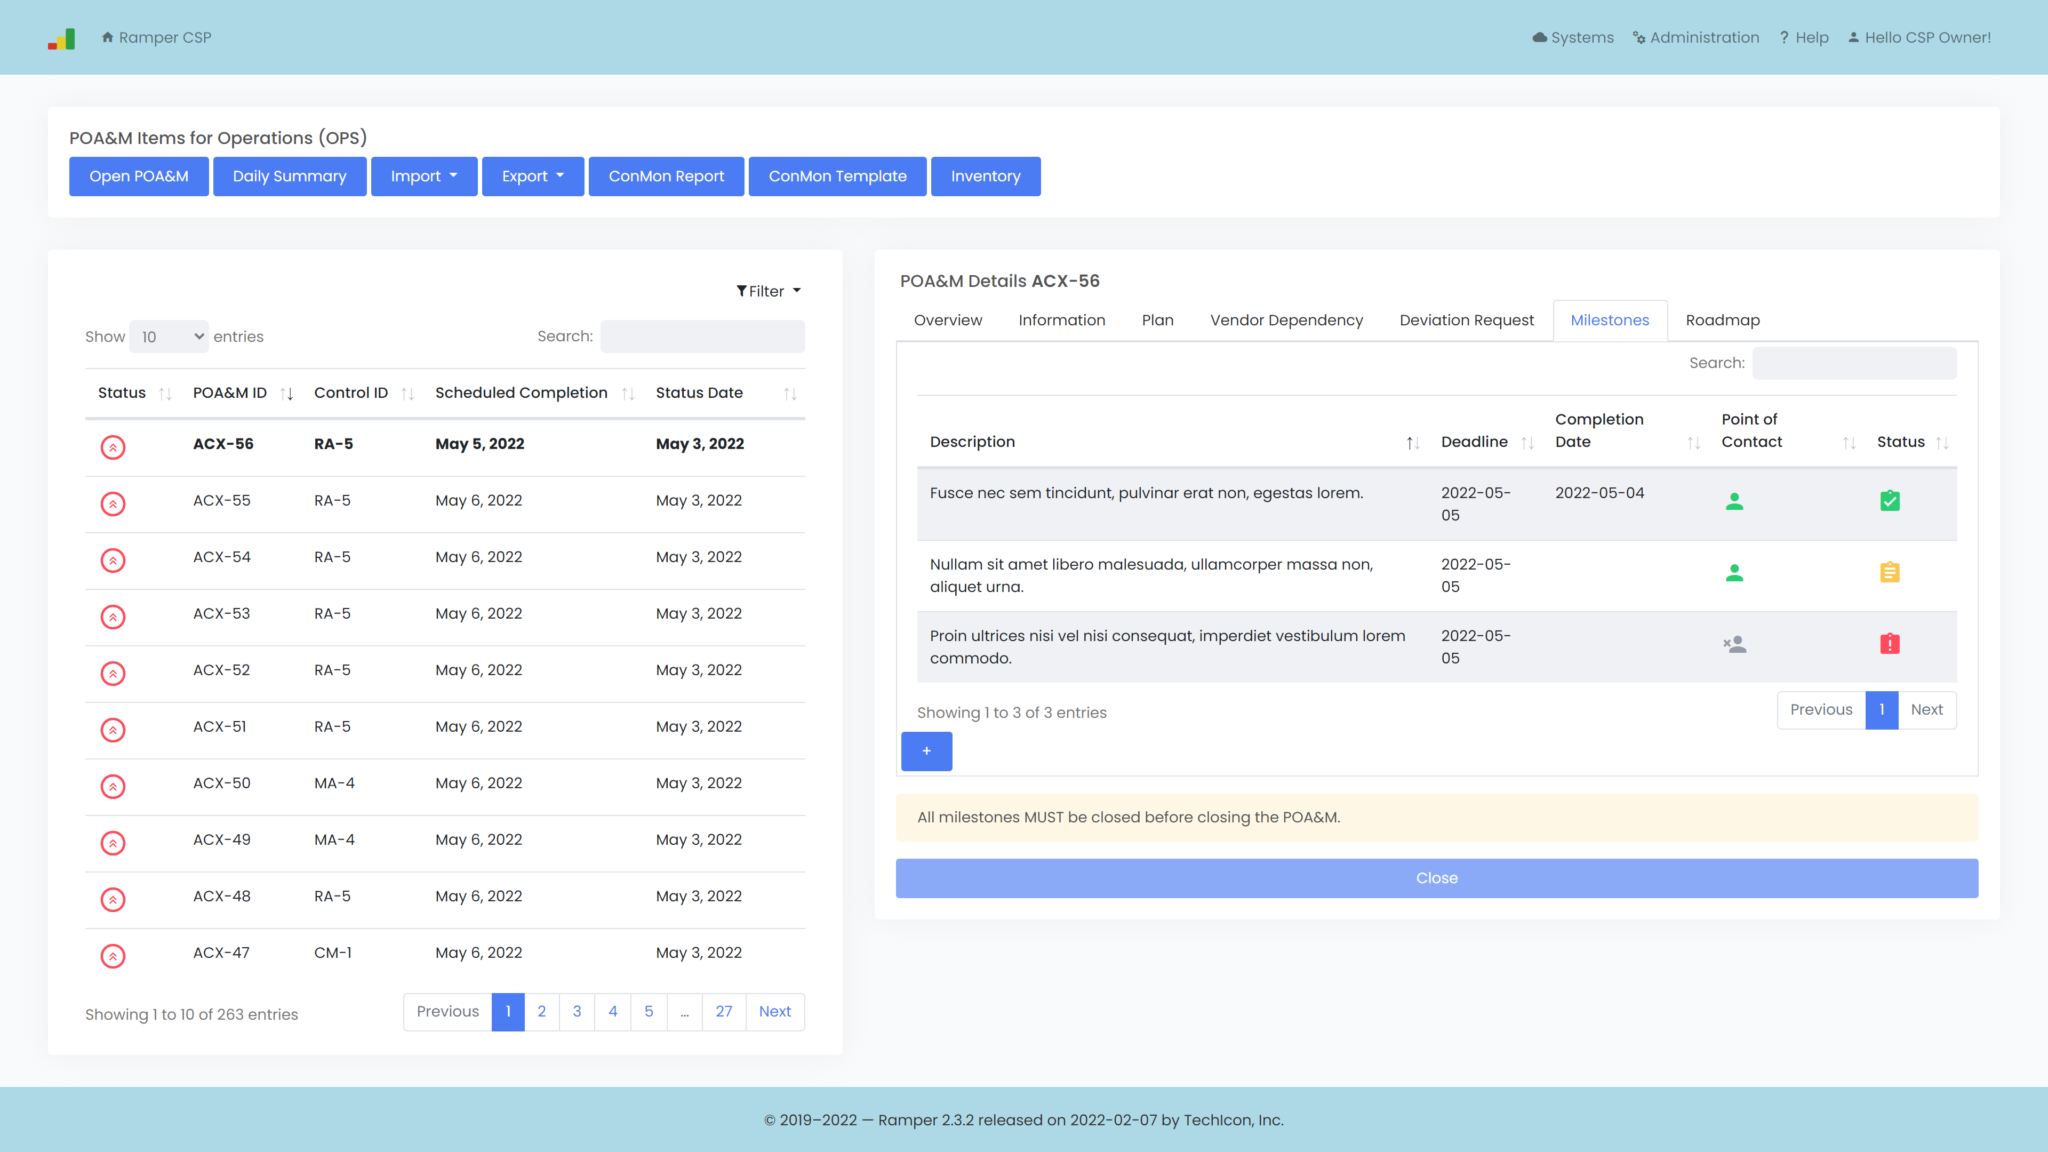 Ramper CSP
Systems Administration ? Help Hello CSP Owner!
POA&M Items for Operations (OPS)
Open POA&M Daily Summary Import Export ConMon Report ConMon Template Inventory
Filter
Show 10 entries Search:
Status POA&M ID Control ID Scheduled Completion Status Date
ACX-56 RA-5 May 5, 2022 May 3, 2022
ACX-55 RA-5 May 6, 2022 May 3, 2022
ACX-54 RA-5 May 6, 2022 May 3, 2022
ACX-53 RA-5 May 6, 2022 May 3, 2022
ACX-52 RA-5 May 6, 2022 May 3, 2022
ACX-51 RA-5 May 6, 2022 May 3, 2022
ACX-50 MA-4 May 6, 2022 May 3, 2022
ACX-49 MA-4 May 6, 2022 May 3, 2022
ACX-48 RA-5 May 6, 2022 May 3, 2022
ACX-47 CM-1 May 6, 2022 May 3, 2022
Showing 1 to 10 of 263 entries
Previous 1 2 3 4 5 ... 27 Next
POA&M Details ACX-56
Overview Information Plan Vendor Dependency Deviation Request Milestones Roadmap
Search:
Description Deadline Completion Date Point of Contact Status
Fusce nec sem tincidunt, pulvinar erat non, egestas lorem. 2022-05- 2022-05-04
05
Nullam sit amet libero malesuada, ullamcorper massa non, 2022-05-
aliquet urna. 05
Proin ultrices nisi vel nisi consequat, imperdiet vestibulum lorem 2022-05-
commodo. 05
Showing 1 to 3 of 3 entries
Previous 1 Next
+
All milestones MUST be closed before closing the POA&M.
Close
© 2019–2022 — Ramper 2.3.2 released on 2022-02-07 by TechIcon, Inc.